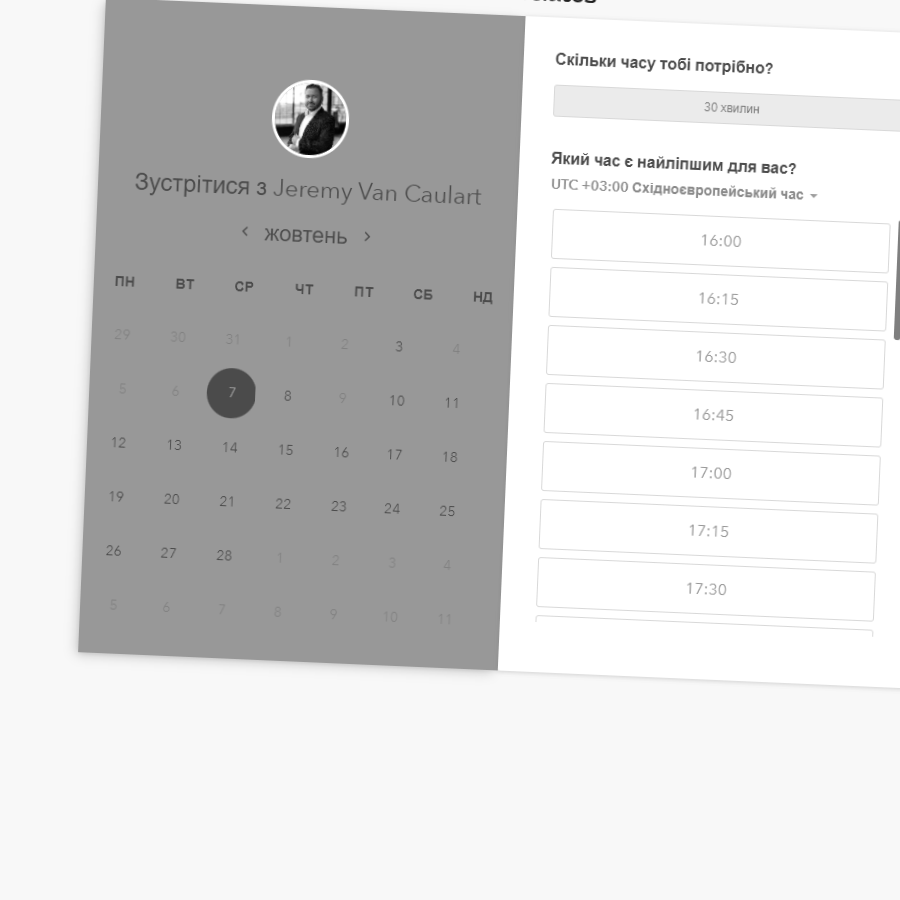 Зустрітися з Jeremy Van Caulart
жовтень
ПН ВТ СР ЧТ ПТ СБ НД
29 30 31 1 2 3 4
5 6 7 8 9 10 11
12 13 14 15 16 17 18
19 20 21 22 23 24 25
26 27 28 1 2 3 4
5 6 7 8 9 10 11
Скільки часу тобі потрібно?
30 хвилин
Який час є найліпшим для вас?
UTC +03:00 Східноєвропейський час
16:00
16:15
16:30
16:45
17:00
17:15
17:30